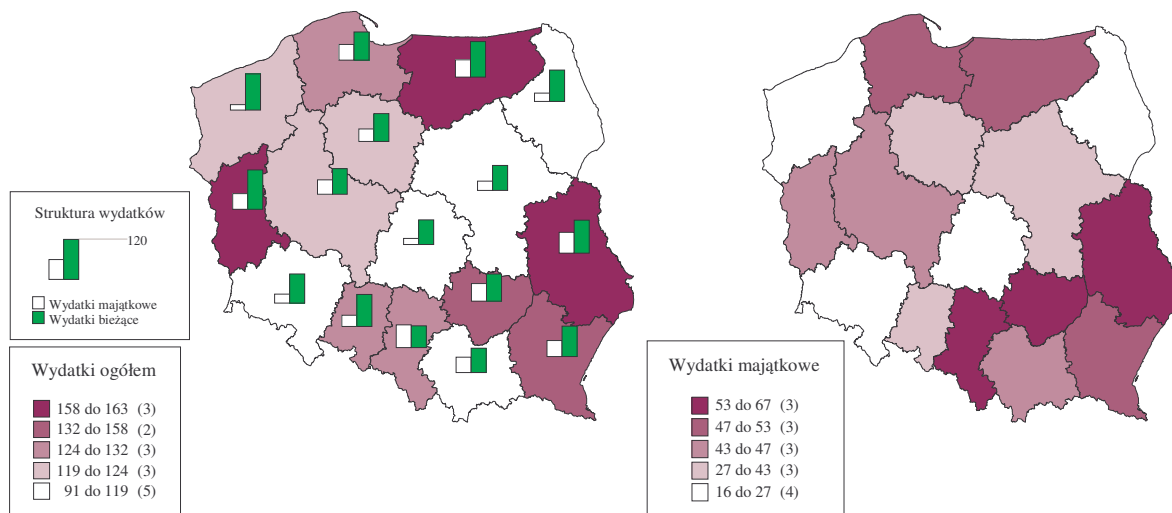 Struktura wydatków
120
Wydatki majątkowe
Wydatki bieżące
Wydatki ogółem
158 do 163 (3)
132 do 158 (2)
124 do 132 (3)
119 do 124 (3)
91 do 119 (5)
Wydatki majątkowe
53 do 67 (3)
47 do 53 (3)
43 do 47 (3)
27 do 43 (3)
16 do 27 (4)